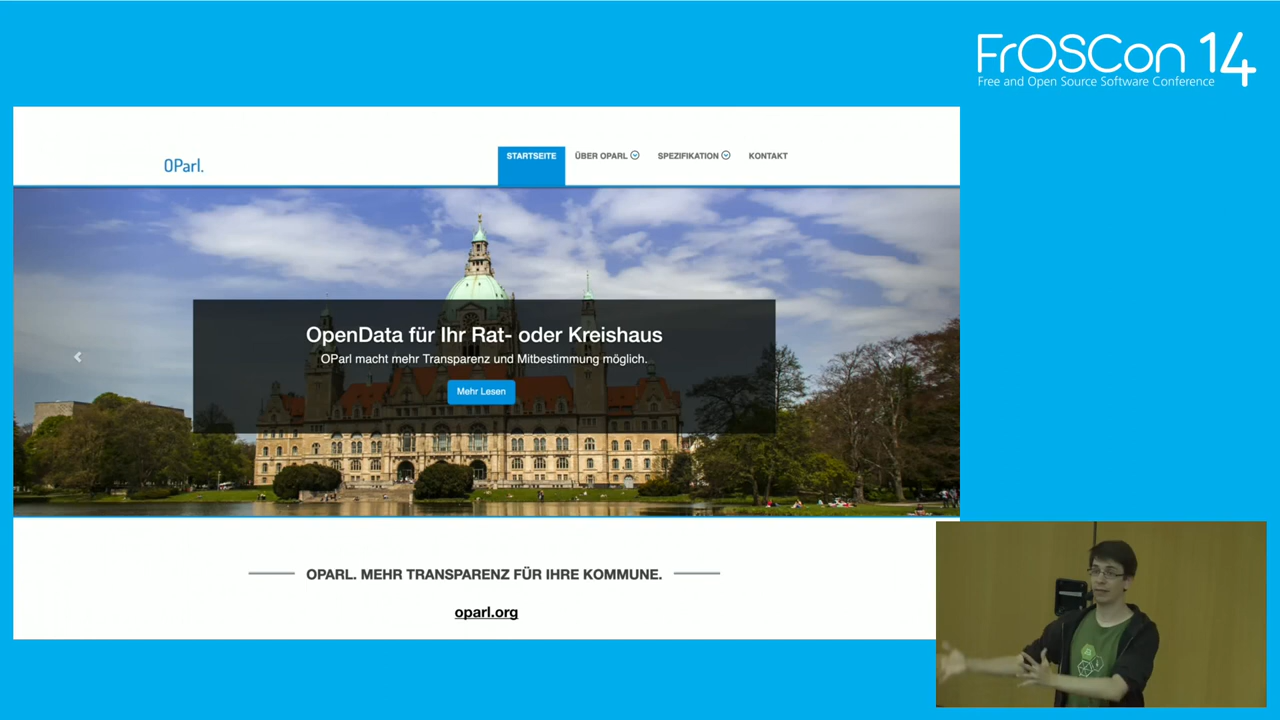 FrOSCon 14
Free and Open Source Software Conference
OParl.
STARTSEITE
ÜBER OPARL
SPEZIFIKATION
KONTAKT
OpenData für Ihr Rat- oder Kreishaus
OParl macht mehr Transparenz und Mitbestimmung möglich.
Mehr Lesen
OPARL. MEHR TRANSPARENZ FÜR IHRE KOMMUNE.
oparl.org